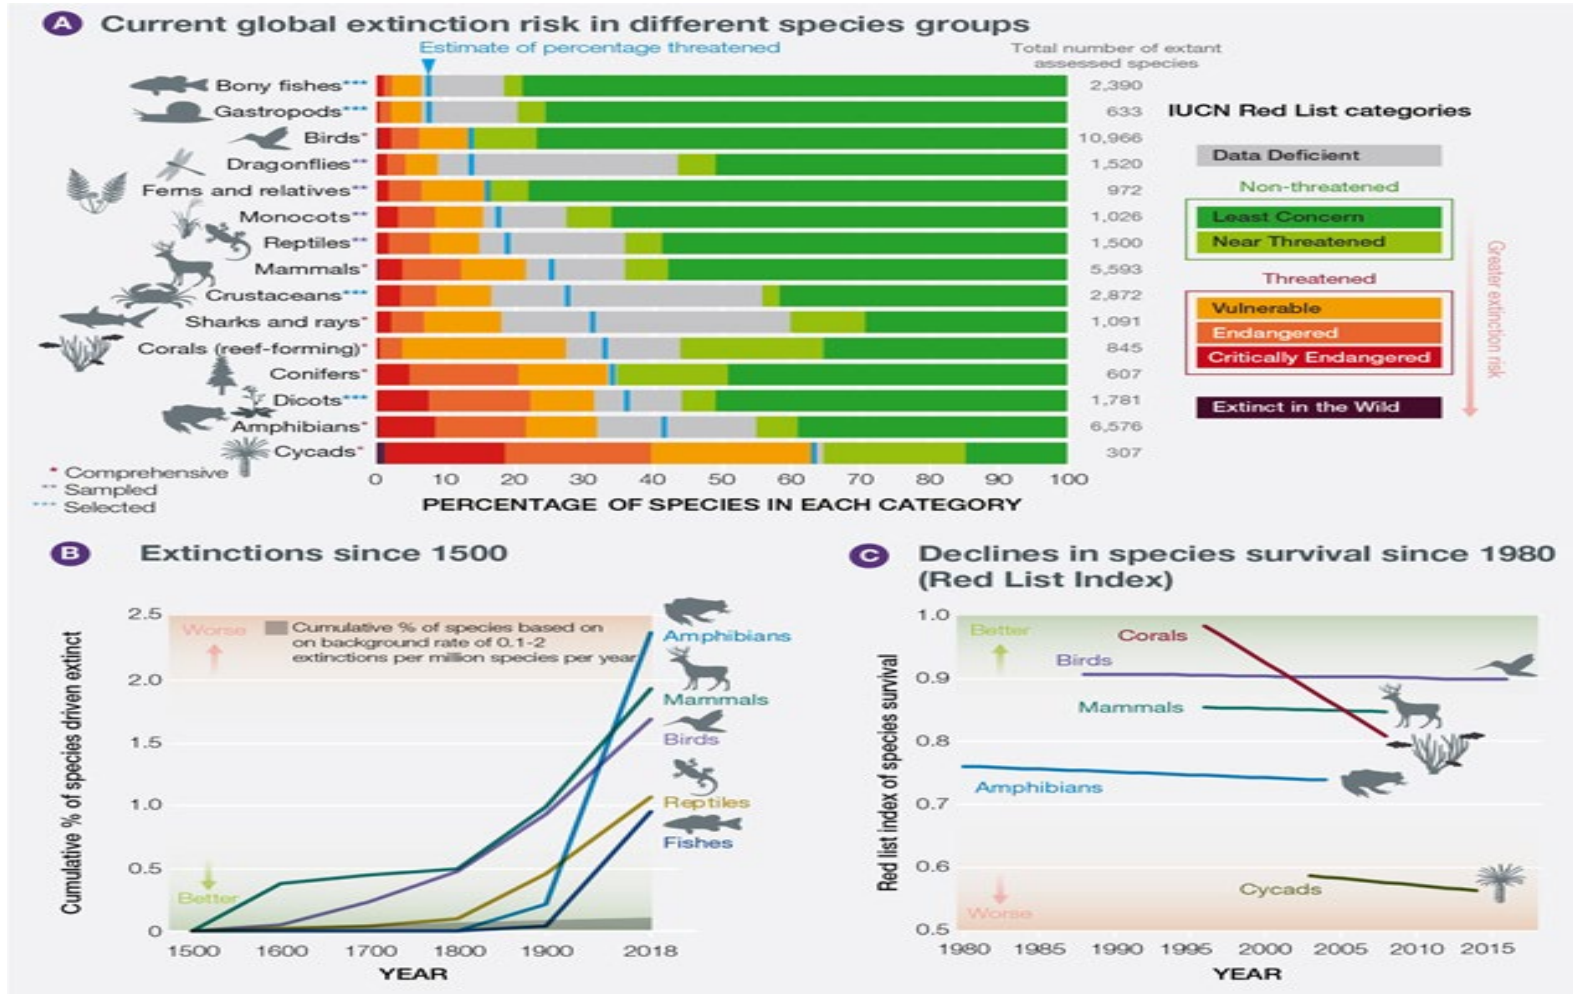 A Current global extinction risk in different species groups
Estimate of percentage threatened
Total number of extant
assessed species
Bony fishes*** 2,390
Gastropods*** 633
Birds* 10,966
Dragonflies** 1,520
Ferns and relatives** 972
Monocots** 1,026
Reptiles** 1,500
Mammals* 5,593
Crustaceans*** 2,872
Sharks and rays* 1,091
Corals (reef-forming)* 845
Conifers* 607
Dicots*** 1,781
Amphibians* 6,576
Cycads* 307
0 10 20 30 40 50 60 70 80 90 100
PERCENTAGE OF SPECIES IN EACH CATEGORY
* Comprehensive
** Sampled
*** Selected
IUCN Red List categories
Data Deficient
Non-threatened
Least Concern
Near Threatened
Threatened
Vulnerable
Endangered
Critically Endangered
Extinct in the Wild
Greater extinction risk
B Extinctions since 1500
Cumulative % of species driven extinct
2.5
2.0
1.5
1.0
0.5
0
Worse
Cumulative % of species based on
on background rate of 0.1-2
extinctions per million species per year
Better
Amphibians
Mammals
Birds
Reptiles
Fishes
1500 1600 1700 1800 1900 2018
YEAR
C Declines in species survival since 1980
(Red List Index)
Red list index of species survival
1.0
0.9
0.8
0.7
0.6
0.5
Better
Corals
Birds
Mammals
Amphibians
Cycads
Worse
1980 1985 1990 1995 2000 2005 2010 2015
YEAR